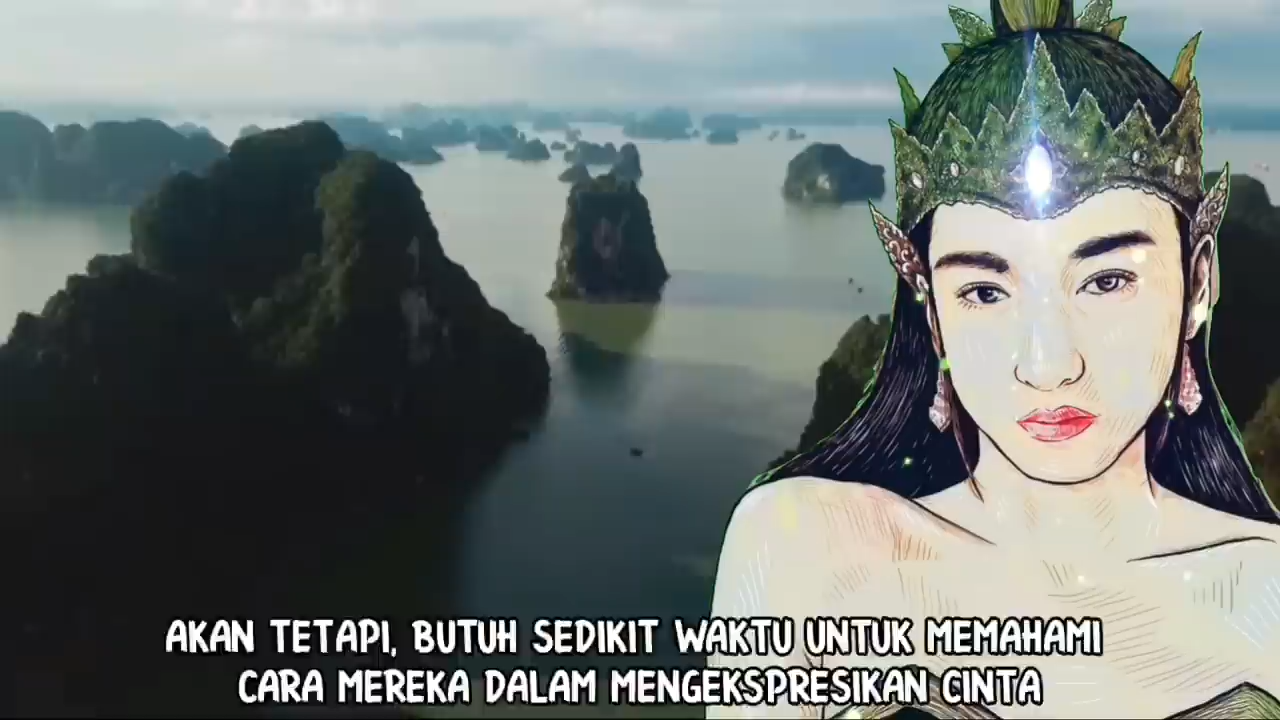 AKAN TETAPI, BUTUH SEDIKIT WAKTU UNTUK MEMAHAMI
CARA MEREKA DALAM MENGEKSPRESIKAN CINTA